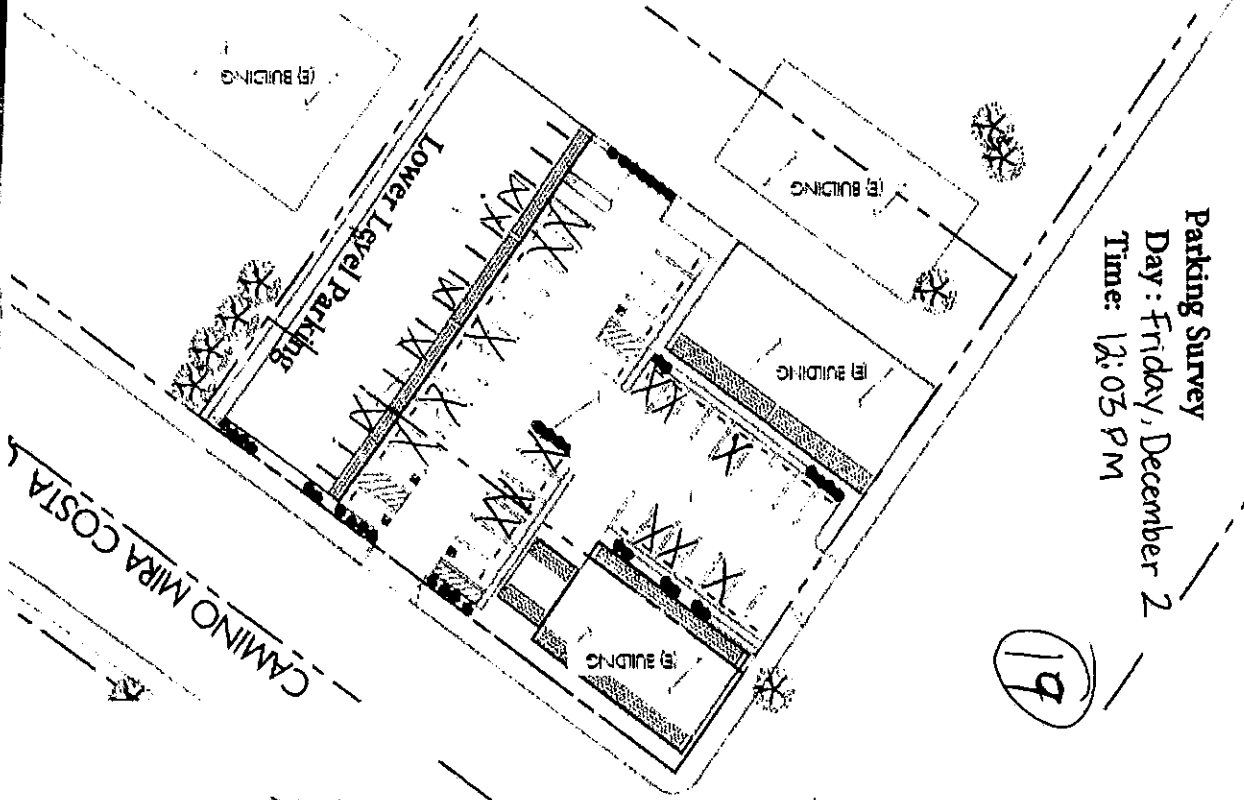 Parking Survey
Day: Friday, December 2
Time: 12:03 PM
19
(E) BUILDING
(E) BUILDING
(E) BUILDING
(E) BUILDING
Lower Level Parking
CAMINO MIRA COSTA